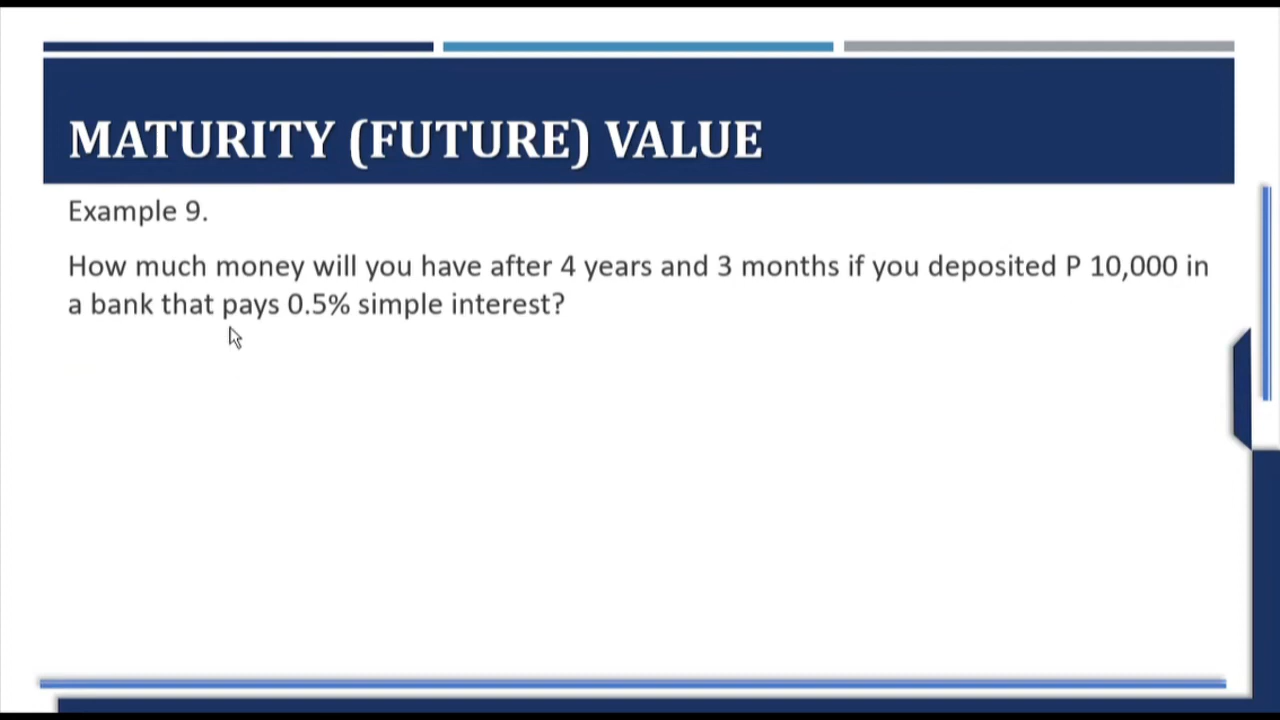 MATURITY (FUTURE) VALUE
Example 9.
How much money will you have after 4 years and 3 months if you deposited P 10,000 in
a bank that pays 0.5% simple interest?